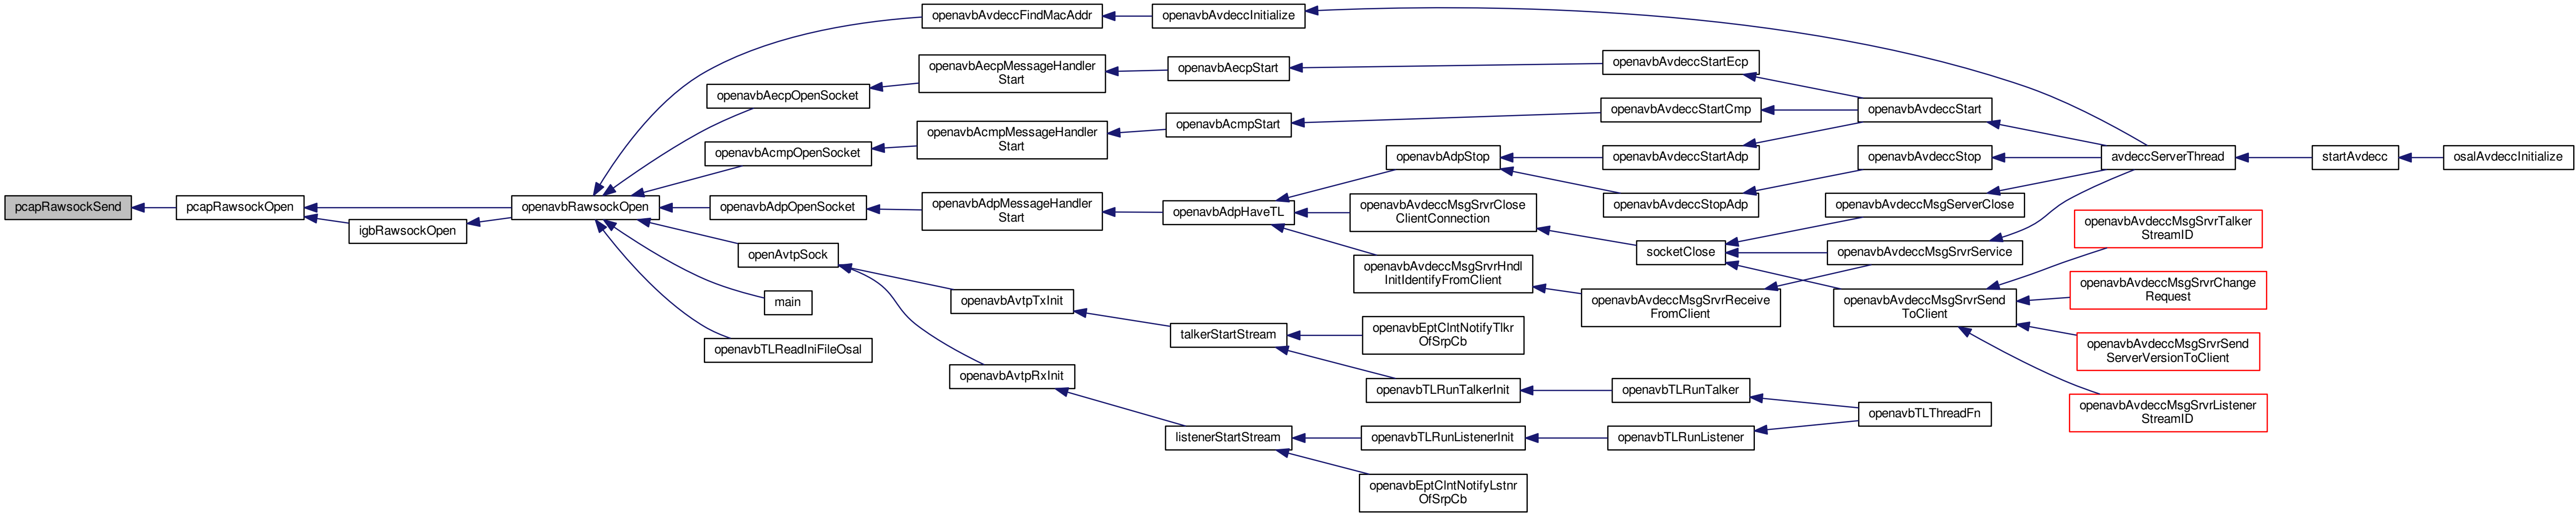 pcapRawsockSend
pcapRawsockOpen
igbRawsockOpen
openavbRawsockOpen
openavbAvdeccFindMacAddr
openavbAvdeccInitialize
openavbAecpOpenSocket
openavbAecpMessageHandler
Start
openavbAecpStart
openavbAvdeccStartEcp
openavbAcmpOpenSocket
openavbAcmpMessageHandler
Start
openavbAcmpStart
openavbAvdeccStartCmp
openavbAvdeccStart
openavbAdpOpenSocket
openavbAdpMessageHandler
Start
openavbAdpHaveTL
openavbAdpStop
openavbAvdeccStartAdp
openavbAvdeccStopAdp
openavbAvdeccStop
avdeccServerThread
startAvdecc
osalAvdeccInitialize
openavbAvdeccMsgSrvrClose
ClientConnection
openavbAvdeccMsgSrvrHndl
InitIdentifyFromClient
socketClose
openavbAvdeccMsgSrvrReceive
FromClient
openavbAvdeccMsgServerClose
openavbAvdeccMsgSrvrService
openavbAvdeccMsgSrvrSend
ToClient
openavbAvdeccMsgSrvrTalker
StreamID
openavbAvdeccMsgSrvrChange
Request
openavbAvdeccMsgSrvrSend
ServerVersionToClient
openavbAvdeccMsgSrvrListener
StreamID
openAvtpSock
main
openavbTLReadIniFileOsal
openavbAvtpTxInit
openavbAvtpRxInit
talkerStartStream
openavbEptClntNotifyTlkr
OfSrpCb
openavbTLRunTalkerInit
openavbTLRunTalker
openavbTLThreadFn
listenerStartStream
openavbTLRunListenerInit
openavbTLRunListener
openavbEptClntNotifyLstnr
OfSrpCb